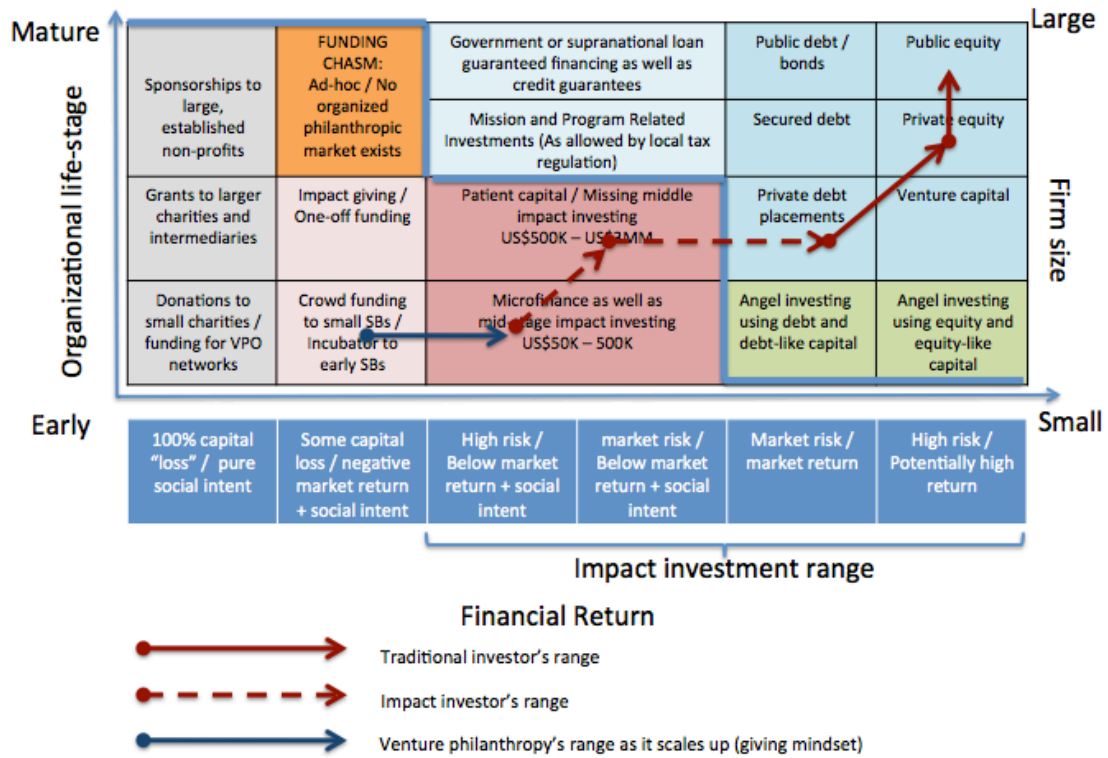 Mature
Large
Organizational life-stage
Firm size
Sponsorships to
large,
established
non-profits
FUNDING
CHASM:
Ad-hoc / No
organized
philanthropic
market exists
Government or supranational loan
guaranteed financing as well as
credit guarantees
Public debt /
bonds
Public equity
Mission and Program Related
Investments (As allowed by local tax
regulation)
Secured debt
Private equity
Grants to larger
charities and
intermediaries
Impact giving /
One-off funding
Patient capital / Missing middle
impact investing
US$500K – US$3MM
Private debt
placements
Venture capital
Donations to
small charities /
funding for VPO
networks
Crowd funding
to small SBs /
Incubator to
early SBs
Microfinance as well as
mid-stage impact investing
US$50K – 500K
Angel investing
using debt and
debt-like capital
Angel investing
using equity and
equity-like
capital
Early
Small
100% capital
“loss” / pure
social intent
Some capital
loss / negative
market return
+ social intent
High risk /
Below market
return + social
intent
market risk /
Below market
return + social
intent
Market risk /
market return
High risk /
Potentially high
return
Impact investment range
Financial Return
Traditional investor’s range
Impact investor’s range
Venture philanthropy’s range as it scales up (giving mindset)